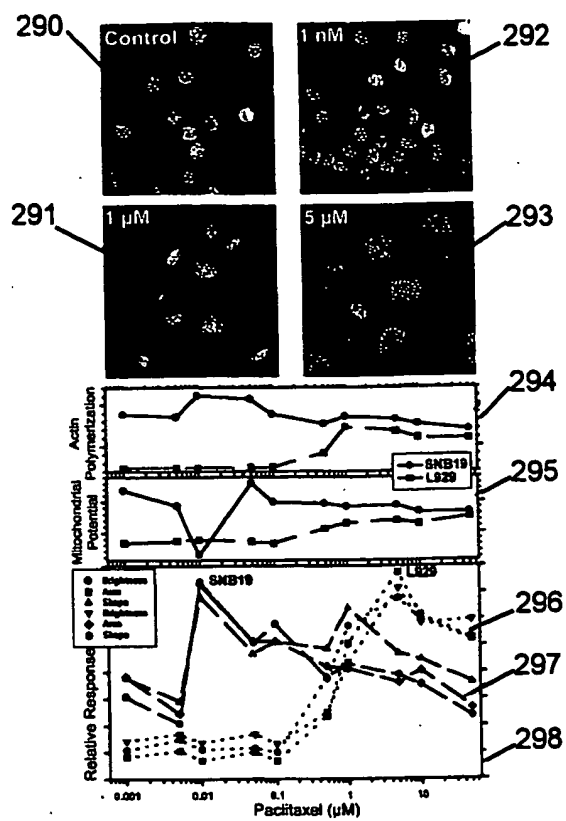 290
Control
1 nM
292
291
1 µM
5 µM
293
294
Actin
Polymerization
SNB19
L929
295
Mitochondrial
Potential
Brightness
Area
Shape
Brightness
Area
Shape
SNB19
L929
296
297
Relative Response
298
0.001
0.01
0.1
1
10
Paclitaxel (µM)